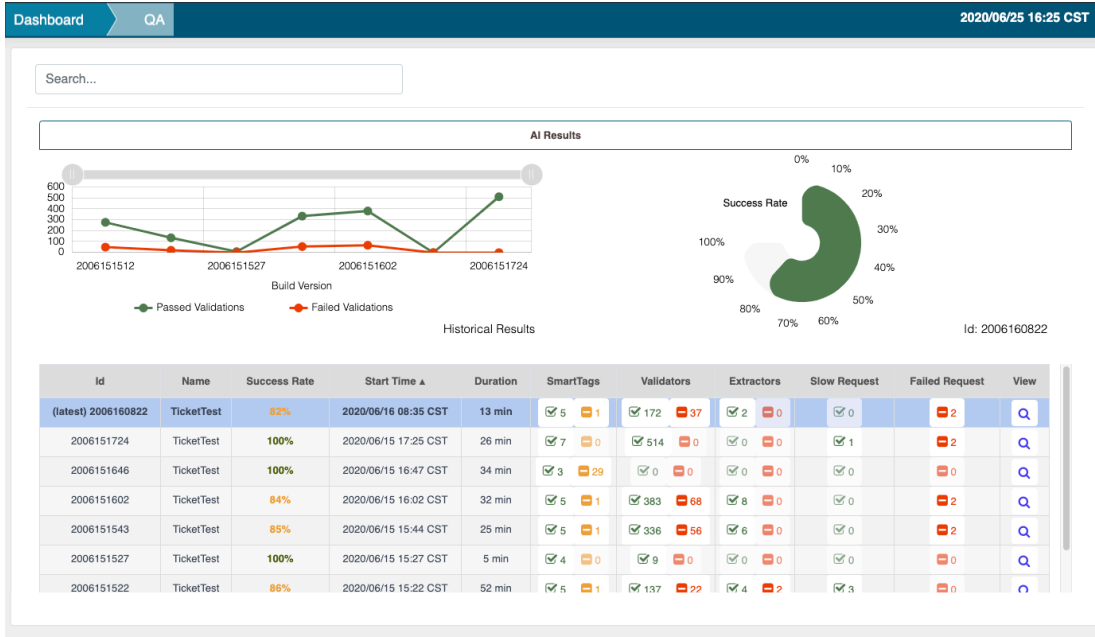 Dashboard QA 2020/06/25 16:25 CST
Search...
AI Results
600
500
400
300
200
100
0
2006151512 2006151527 2006151602 2006151724
Build Version
Passed Validations Failed Validations
Historical Results
Success Rate
0%
10%
20%
30%
40%
50%
60%
70%
80%
90%
100%
Id: 2006160822
Id Name Success Rate Start Time ▲ Duration SmartTags Validators Extractors Slow Request Failed Request View
(latest) 2006160822 TicketTest 82% 2020/06/16 08:35 CST 13 min 5 1 172 37 2 0 0 2
2006151724 TicketTest 100% 2020/06/15 17:25 CST 26 min 7 0 514 0 0 0 1 2
2006151646 TicketTest 100% 2020/06/15 16:47 CST 34 min 3 29 0 0 0 0 0 0
2006151602 TicketTest 84% 2020/06/15 16:02 CST 32 min 5 1 383 68 8 0 0 2
2006151543 TicketTest 85% 2020/06/15 15:44 CST 25 min 5 1 336 56 6 0 0 2
2006151527 TicketTest 100% 2020/06/15 15:27 CST 5 min 4 0 9 0 0 0 0 0
2006151522 TicketTest 86% 2020/06/15 15:22 CST 52 min 5 1 137 22 4 2 3 0